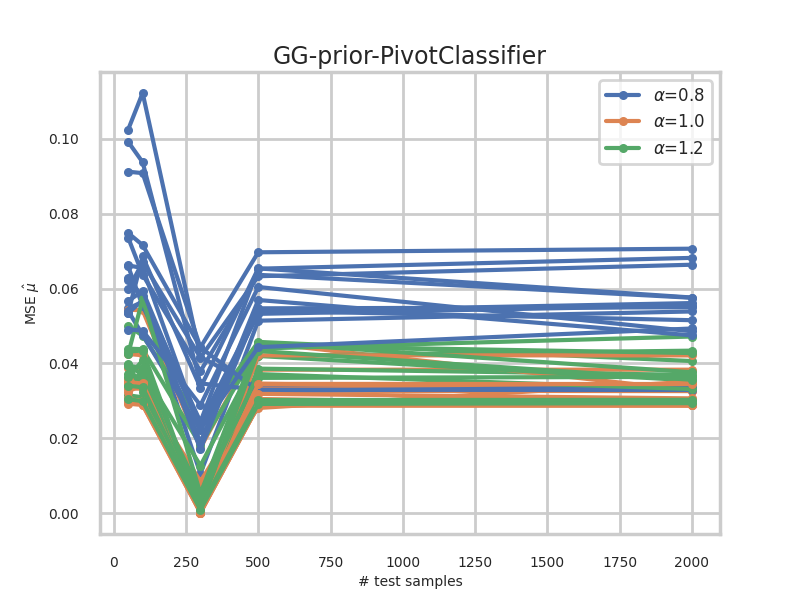 GG-prior-PivotClassifier
α=0.8
α=1.0
α=1.2
0.10
0.08
0.06
0.04
0.02
0.00
MSE μ̂
0 250 500 750 1000 1250 1500 1750 2000
# test samples